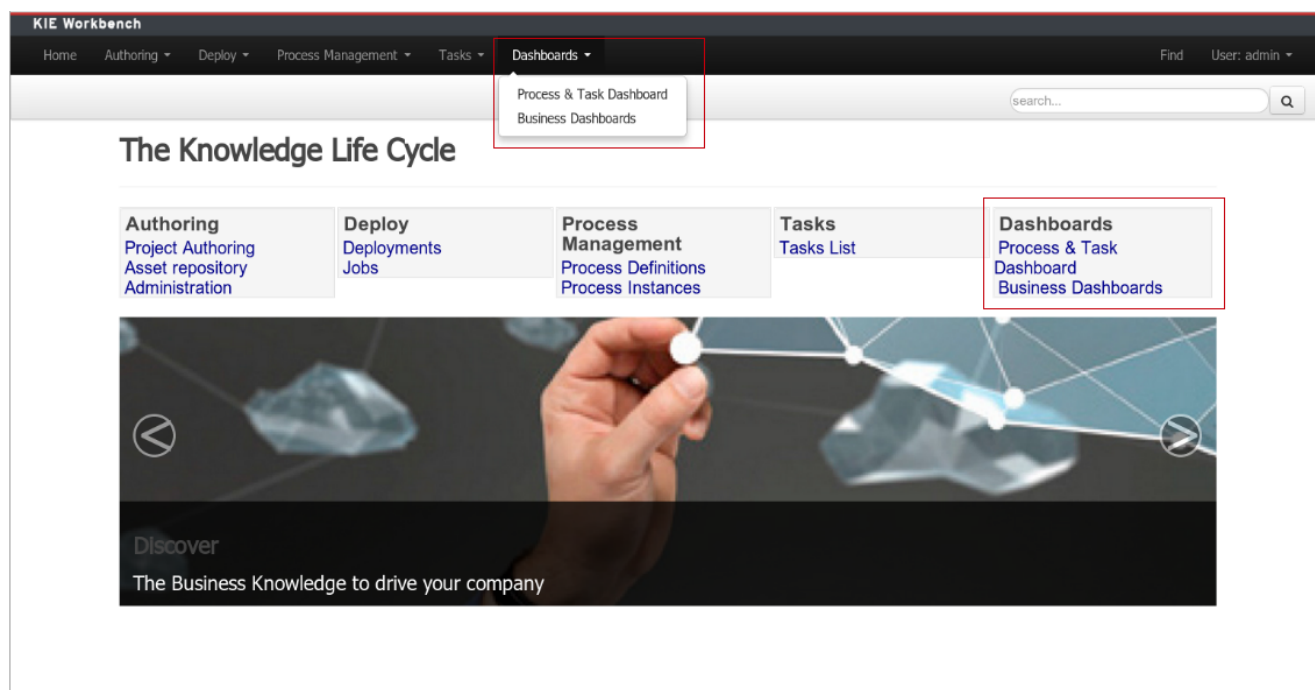 KIE Workbench
Home Authoring Deploy Process Management Tasks Dashboards Find User: admin
Process & Task Dashboard
Business Dashboards
search...
The Knowledge Life Cycle
Authoring
Project Authoring
Asset repository
Administration
Deploy
Deployments
Jobs
Process
Management
Process Definitions
Process Instances
Tasks
Tasks List
Dashboards
Process & Task
Dashboard
Business Dashboards
Discover
The Business Knowledge to drive your company